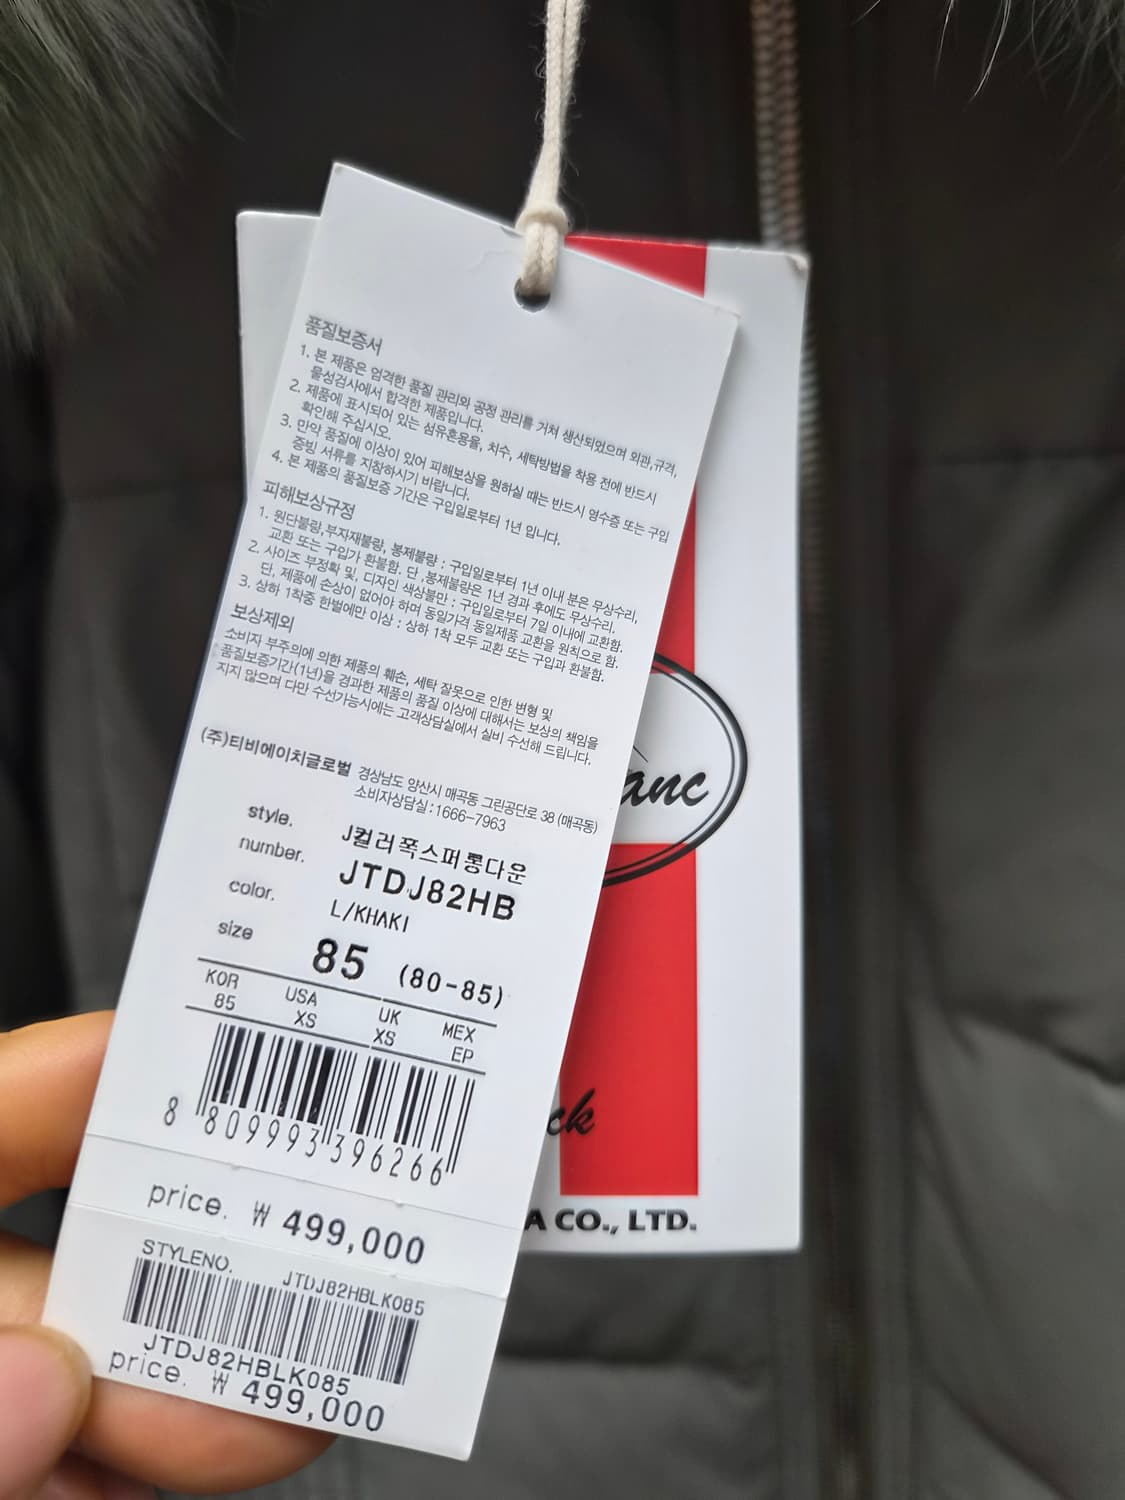 품질보증서
1. 본 제품은 엄격한 품질 관리와 공정 관리를 거쳐 생산되었으며 외관,규격,
물성검사에서 합격한 제품입니다.
2. 제품에 표시되어 있는 섬유혼용율, 치수, 세탁방법을 착용 전에 반드시
확인해 주십시오.
3. 만약 품질에 이상이 있어 피해보상을 원하실 때는 반드시 영수증 또는 구입
증빙 서류를 지참하시기 바랍니다.
4. 본 제품의 품질보증 기간은 구입일로부터 1년 입니다.
피해보상규정
1. 원단불량,부자재불량, 봉제불량 : 구입일로부터 1년 이내 분은 무상수리,
교환 또는 구입가 환불함. 단 ,봉제불량은 1년 경과 후에도 무상수리.
2. 사이즈 부정확 및, 디자인 색상불만 : 구입일로부터 7일 이내에 교환함.
단, 제품에 손상이 없어야 하며 동일가격 동일제품 교환을 원칙으로 함.
3. 상하 1착중 한벌에만 이상 : 상하 1착 모두 교환 또는 구입과 환불함.
보상제외
소비자 부주의에 의한 제품의 훼손, 세탁 잘못으로 인한 변형 및
품질보증기간(1년)을 경과한 제품의 품질 이상에 대해서는 보상의 책임을
지지 않으며 다만 수선가능시에는 고객상담실에서 실비 수선해 드립니다.
(주)티비에이치글로벌 경상남도 양산시 매곡동 그린공단로 38 (매곡동)
소비자상담실:1666-7963
style. J컬러폭스퍼롱다운
number. JTDJ82HB
color. L/KHAKI
size 85 (80-85)
KOR USA UK MEX
85 XS XS EP
8 809993 396266
price. ₩ 499,000
STYLENO. JTDJ82HBLK085
JTDJ82HBLK085
price. ₩ 499,000
anc
ck
A CO., LTD.